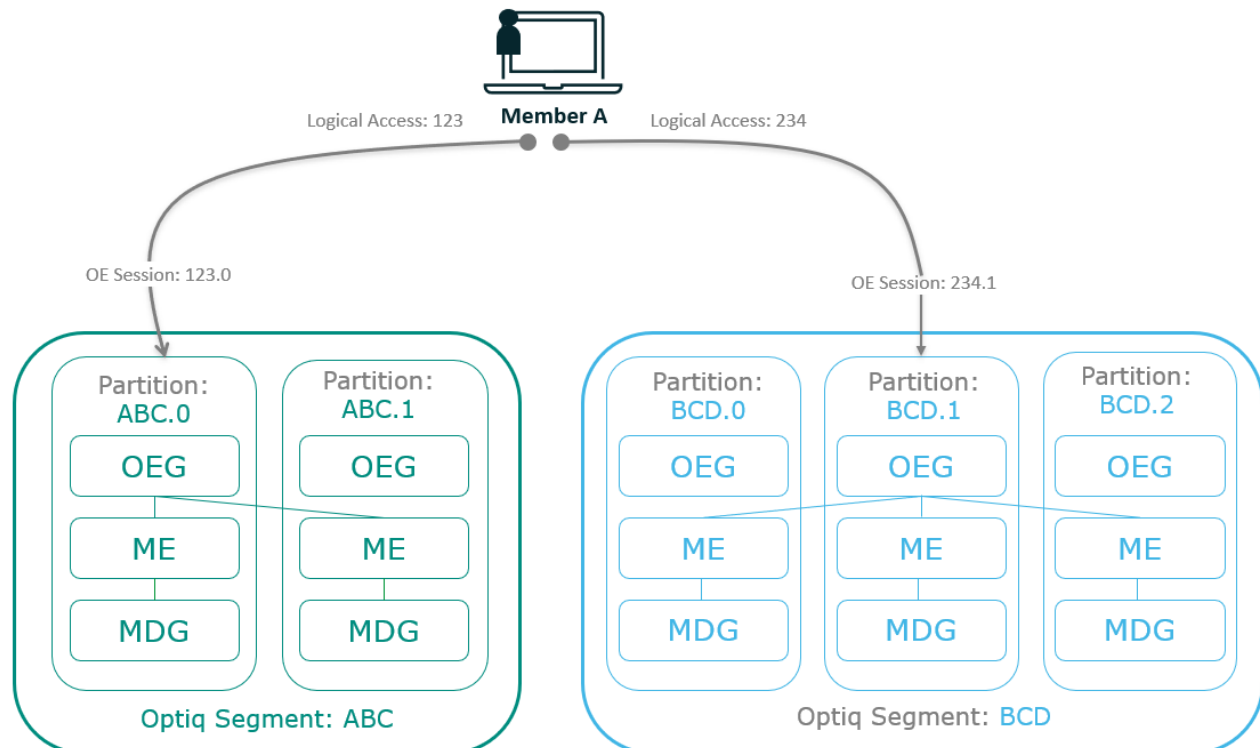 Member A
Logical Access: 123
Logical Access: 234
OE Session: 123.0
OE Session: 234.1
Partition:
ABC.0
OEG
ME
MDG
Partition:
ABC.1
OEG
ME
MDG
Optiq Segment: ABC
Partition:
BCD.0
OEG
ME
MDG
Partition:
BCD.1
OEG
ME
MDG
Partition:
BCD.2
OEG
ME
MDG
Optiq Segment: BCD